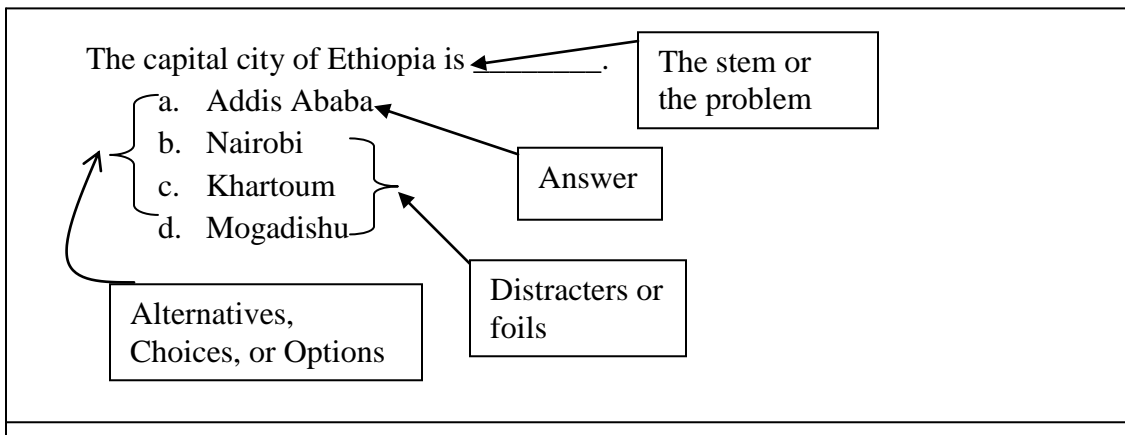 The capital city of Ethiopia is _________.
The stem or
the problem
a. Addis Ababa
b. Nairobi
c. Khartoum
d. Mogadishu
Answer
Distracters or
foils
Alternatives,
Choices, or Options